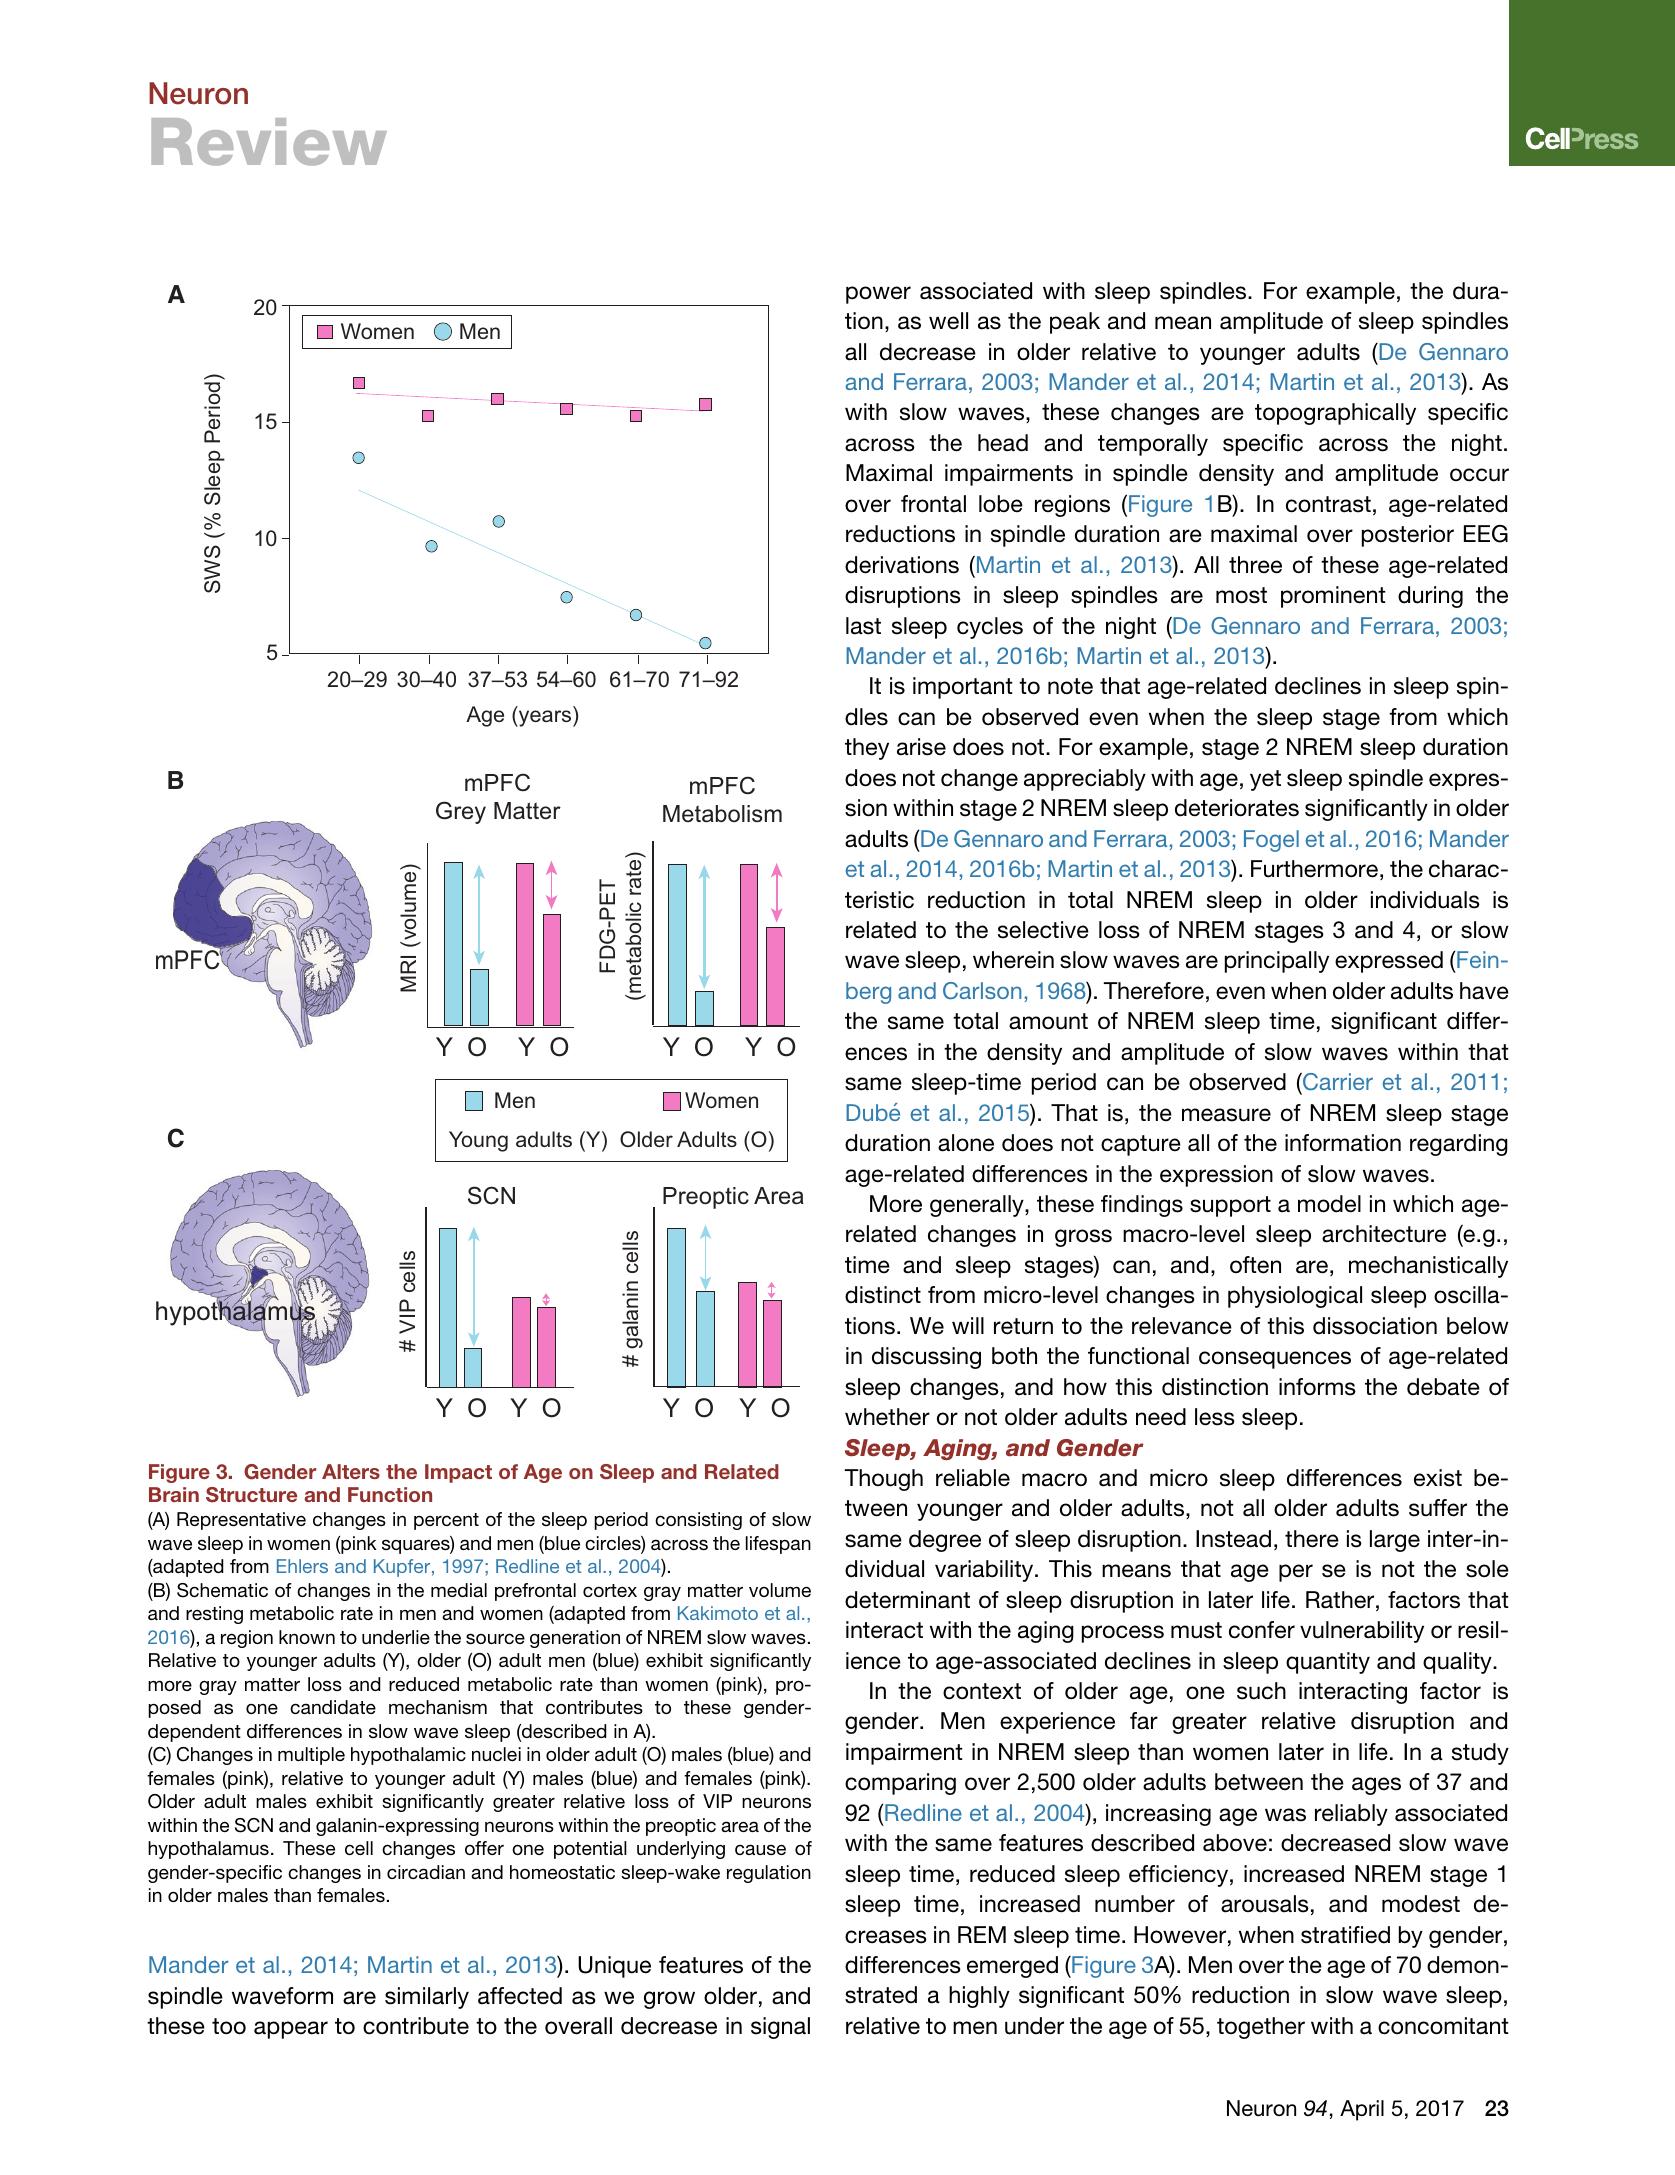 Neuron
Review
CellPress
A
20
15
10
5
SWS (% Sleep Period)
Women Men
20–29 30–40 37–53 54–60 61–70 71–92
Age (years)
B
mPFC
mPFC
Grey Matter
MRI (volume)
Y O Y O
mPFC
Metabolism
FDG-PET
(metabolic rate)
Y O Y O
Men Women
Young adults (Y) Older Adults (O)
C
hypothalamus
SCN
# VIP cells
Y O Y O
Preoptic Area
# galanin cells
Y O Y O
Figure 3. Gender Alters the Impact of Age on Sleep and Related
Brain Structure and Function
(A) Representative changes in percent of the sleep period consisting of slow
wave sleep in women (pink squares) and men (blue circles) across the lifespan
(adapted from Ehlers and Kupfer, 1997; Redline et al., 2004).
(B) Schematic of changes in the medial prefrontal cortex gray matter volume
and resting metabolic rate in men and women (adapted from Kakimoto et al.,
2016), a region known to underlie the source generation of NREM slow waves.
Relative to younger adults (Y), older (O) adult men (blue) exhibit significantly
more gray matter loss and reduced metabolic rate than women (pink), pro-
posed as one candidate mechanism that contributes to these gender-
dependent differences in slow wave sleep (described in A).
(C) Changes in multiple hypothalamic nuclei in older adult (O) males (blue) and
females (pink), relative to younger adult (Y) males (blue) and females (pink).
Older adult males exhibit significantly greater relative loss of VIP neurons
within the SCN and galanin-expressing neurons within the preoptic area of the
hypothalamus. These cell changes offer one potential underlying cause of
gender-specific changes in circadian and homeostatic sleep-wake regulation
in older males than females.
Mander et al., 2014; Martin et al., 2013). Unique features of the
spindle waveform are similarly affected as we grow older, and
these too appear to contribute to the overall decrease in signal
power associated with sleep spindles. For example, the dura-
tion, as well as the peak and mean amplitude of sleep spindles
all decrease in older relative to younger adults (De Gennaro
and Ferrara, 2003; Mander et al., 2014; Martin et al., 2013). As
with slow waves, these changes are topographically specific
across the head and temporally specific across the night.
Maximal impairments in spindle density and amplitude occur
over frontal lobe regions (Figure 1B). In contrast, age-related
reductions in spindle duration are maximal over posterior EEG
derivations (Martin et al., 2013). All three of these age-related
disruptions in sleep spindles are most prominent during the
last sleep cycles of the night (De Gennaro and Ferrara, 2003;
Mander et al., 2016b; Martin et al., 2013).
It is important to note that age-related declines in sleep spin-
dles can be observed even when the sleep stage from which
they arise does not. For example, stage 2 NREM sleep duration
does not change appreciably with age, yet sleep spindle expres-
sion within stage 2 NREM sleep deteriorates significantly in older
adults (De Gennaro and Ferrara, 2003; Fogel et al., 2016; Mander
et al., 2014, 2016b; Martin et al., 2013). Furthermore, the charac-
teristic reduction in total NREM sleep in older individuals is
related to the selective loss of NREM stages 3 and 4, or slow
wave sleep, wherein slow waves are principally expressed (Fein-
berg and Carlson, 1968). Therefore, even when older adults have
the same total amount of NREM sleep time, significant differ-
ences in the density and amplitude of slow waves within that
same sleep-time period can be observed (Carrier et al., 2011;
Dubé et al., 2015). That is, the measure of NREM sleep stage
duration alone does not capture all of the information regarding
age-related differences in the expression of slow waves.
More generally, these findings support a model in which age-
related changes in gross macro-level sleep architecture (e.g.,
time and sleep stages) can, and, often are, mechanistically
distinct from micro-level changes in physiological sleep oscilla-
tions. We will return to the relevance of this dissociation below
in discussing both the functional consequences of age-related
sleep changes, and how this distinction informs the debate of
whether or not older adults need less sleep.
Sleep, Aging, and Gender
Though reliable macro and micro sleep differences exist be-
tween younger and older adults, not all older adults suffer the
same degree of sleep disruption. Instead, there is large inter-in-
dividual variability. This means that age per se is not the sole
determinant of sleep disruption in later life. Rather, factors that
interact with the aging process must confer vulnerability or resil-
ience to age-associated declines in sleep quantity and quality.
In the context of older age, one such interacting factor is
gender. Men experience far greater relative disruption and
impairment in NREM sleep than women later in life. In a study
comparing over 2,500 older adults between the ages of 37 and
92 (Redline et al., 2004), increasing age was reliably associated
with the same features described above: decreased slow wave
sleep time, reduced sleep efficiency, increased NREM stage 1
sleep time, increased number of arousals, and modest de-
creases in REM sleep time. However, when stratified by gender,
differences emerged (Figure 3A). Men over the age of 70 demon-
strated a highly significant 50% reduction in slow wave sleep,
relative to men under the age of 55, together with a concomitant
Neuron 94, April 5, 2017 23